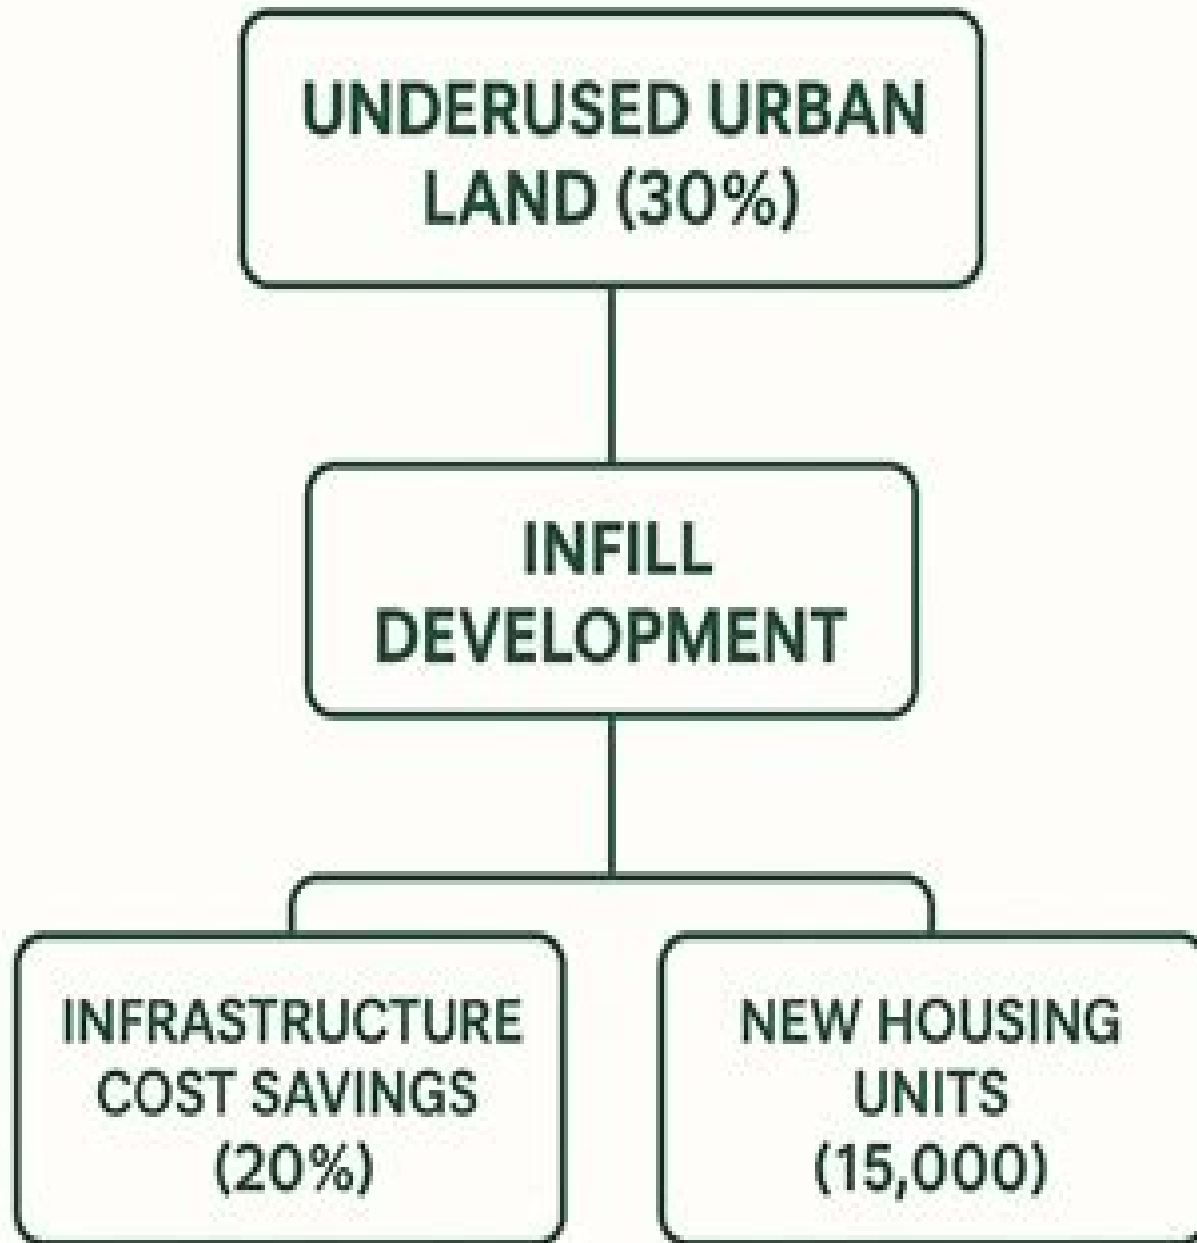 UNDERUSED URBAN
LAND (30%)
INFILL
DEVELOPMENT
INFRASTRUCTURE
COST SAVINGS
(20%)
NEW HOUSING
UNITS
(15,000)